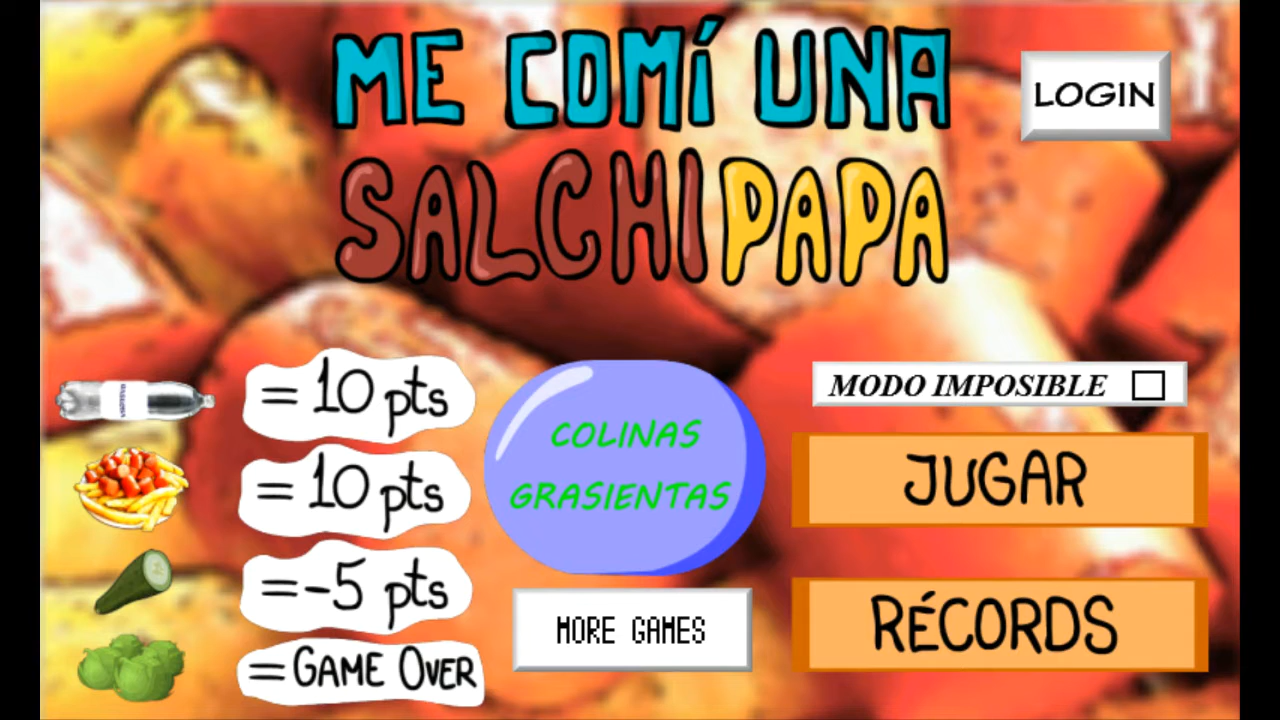 ME COMÍ UNA
SALCHIPAPA
LOGIN
= 10 pts
= 10 pts
=-5 pts
= GAME OVER
COLINAS
GRASIENTAS
MORE GAMES
MODO IMPOSIBLE
JUGAR
RÉCORDS